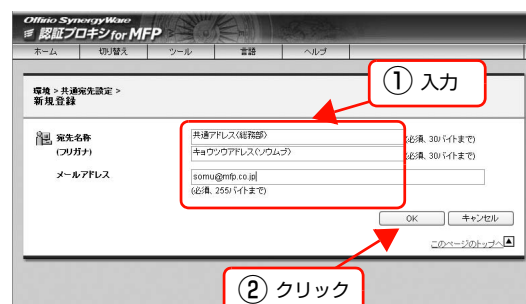 Offirio SynergyWare
認証プロキシ for MFP
ホーム 切り替え ツール 言語 ヘルプ
① 入力
環境 > 共通宛先設定 >
新規登録
宛先名称 共通アドレス(総務部) (必須, 30バイトまで)
(フリガナ) キョウツウアドレス(ソウムブ) (必須, 30バイトまで)
メールアドレス somu@mfp.co.jp
(必須, 255バイトまで)
OK キャンセル
このページのトップへ
② クリック